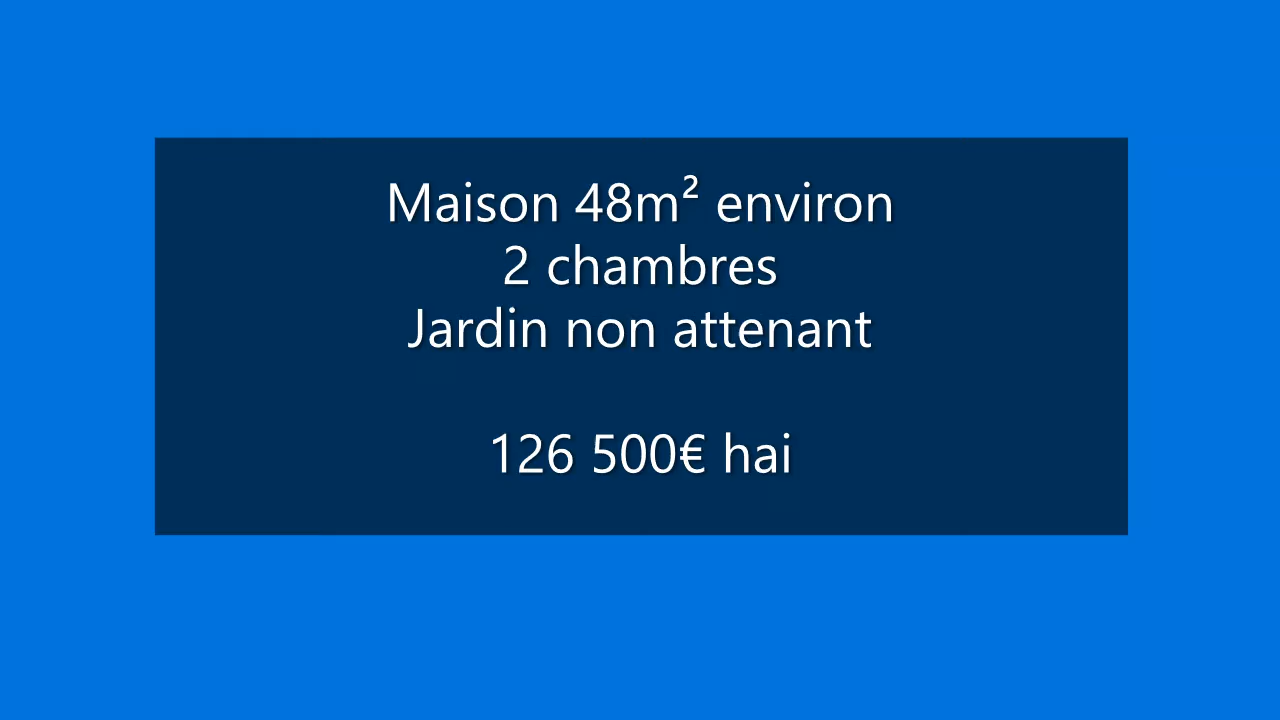 Maison 48m² environ
2 chambres
Jardin non attenant
126 500€ hai